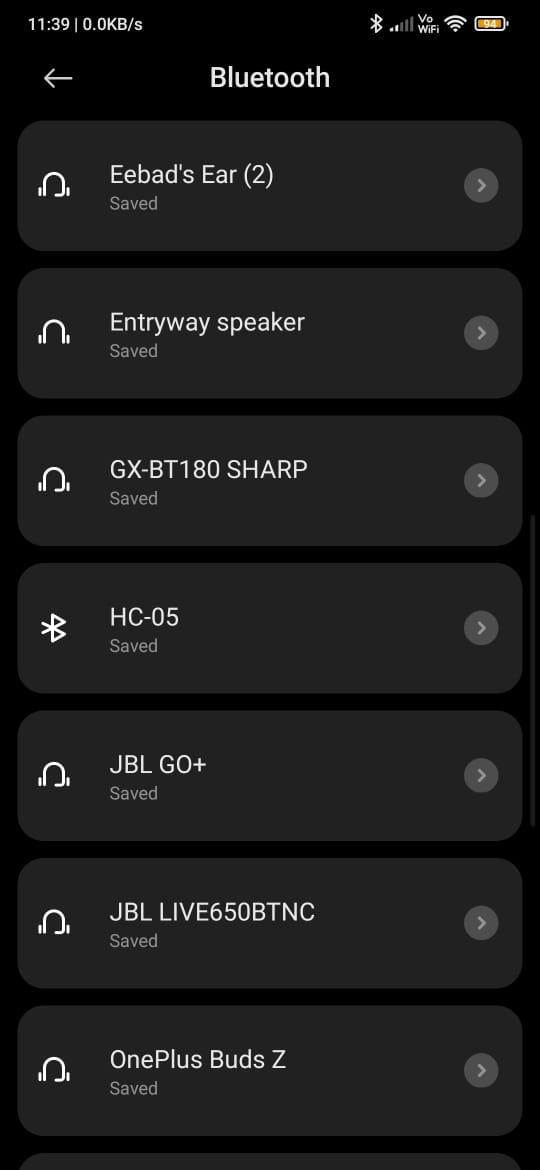 11:39 | 0.0KB/s Vo WiFi 94
Bluetooth
Eebad's Ear (2)
Saved
Entryway speaker
Saved
GX-BT180 SHARP
Saved
HC-05
Saved
JBL GO+
Saved
JBL LIVE650BTNC
Saved
OnePlus Buds Z
Saved